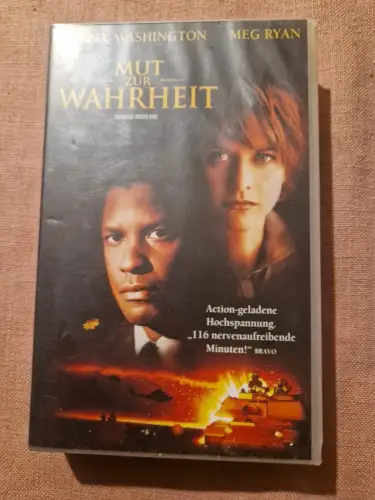 WASHINGTON MEG RYAN
MUT
ZUR
WAHRHEIT
Action-geladene
Hochspannung.
„116 nervenaufreibende
Minuten!“ BRAVO